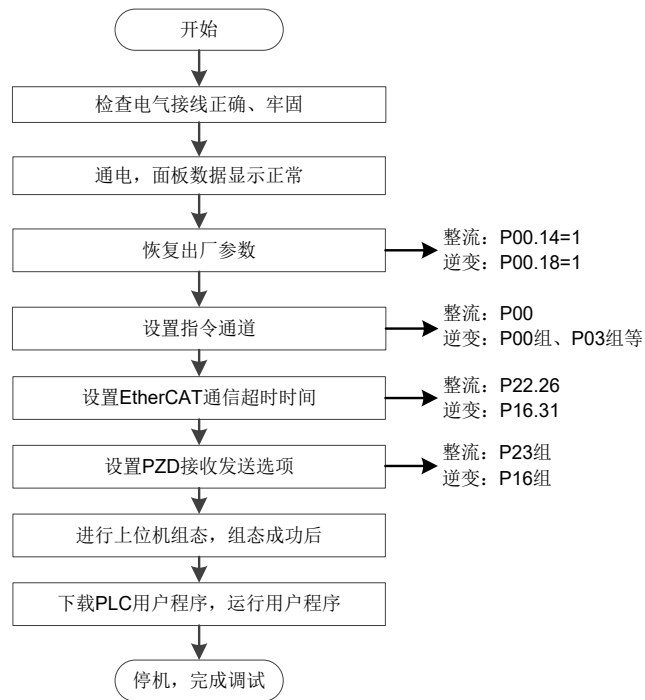 开始
检查电气接线正确、牢固
通电，面板数据显示正常
恢复出厂参数
整流：P00.14=1
逆变：P00.18=1
设置指令通道
整流：P00
逆变：P00组、P03组等
设置EtherCAT通信超时时间
整流：P22.26
逆变：P16.31
设置PZD接收发送选项
整流：P23组
逆变：P16组
进行上位机组态，组态成功后
下载PLC用户程序，运行用户程序
停机，完成调试